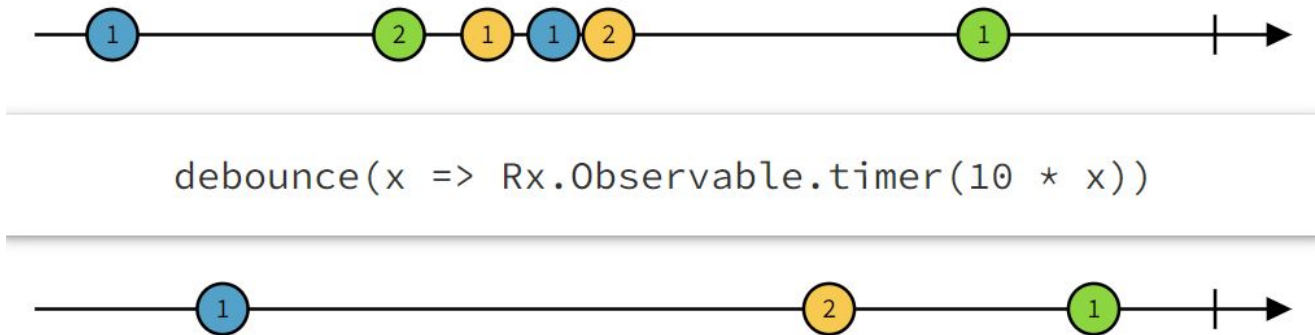 1 2 1 1 2 1
debounce(x => Rx.Observable.timer(10 * x))
1 2 1